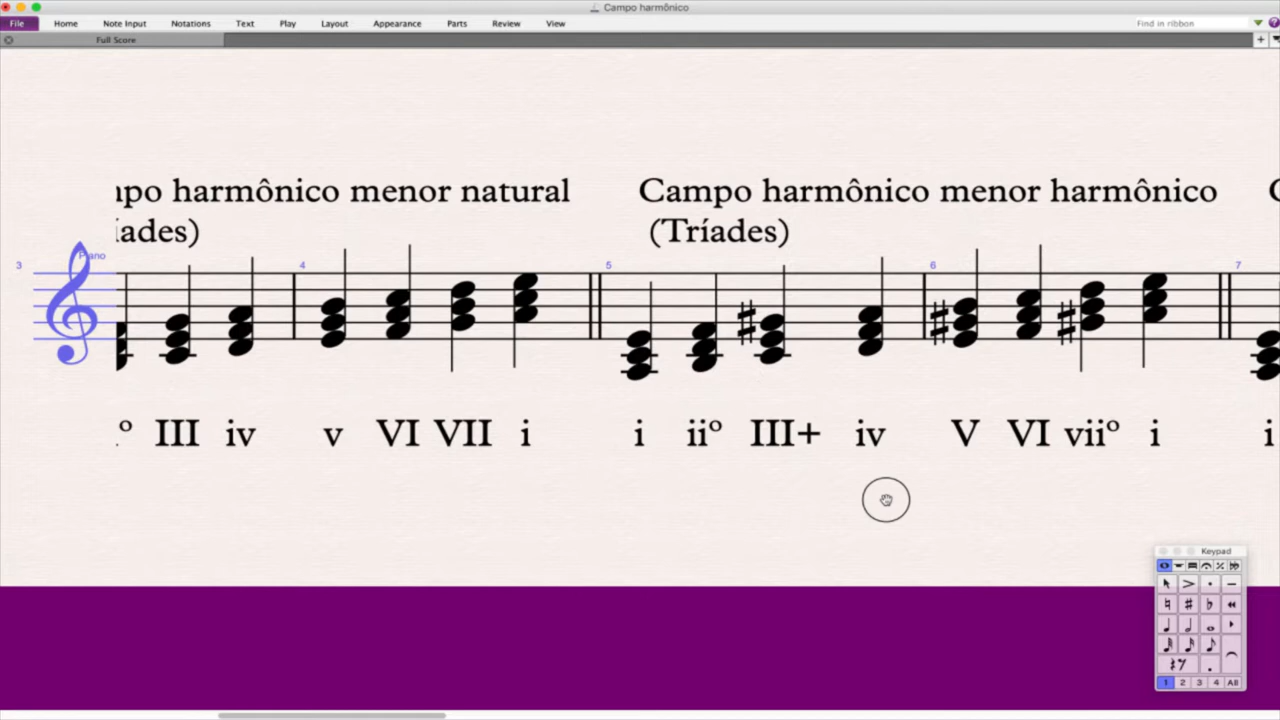 Campo harmônico
File Home Note Input Notations Text Play Layout Appearance Parts Review View Find in ribbon
Full Score
harmônico menor natural Campo harmônico menor harmônico
(Tríades)
Piano
3 4 5 6 7
III iv v VI VII i i iiº III+ iv V VI viiº i i
Keypad
1 2 3 4 All